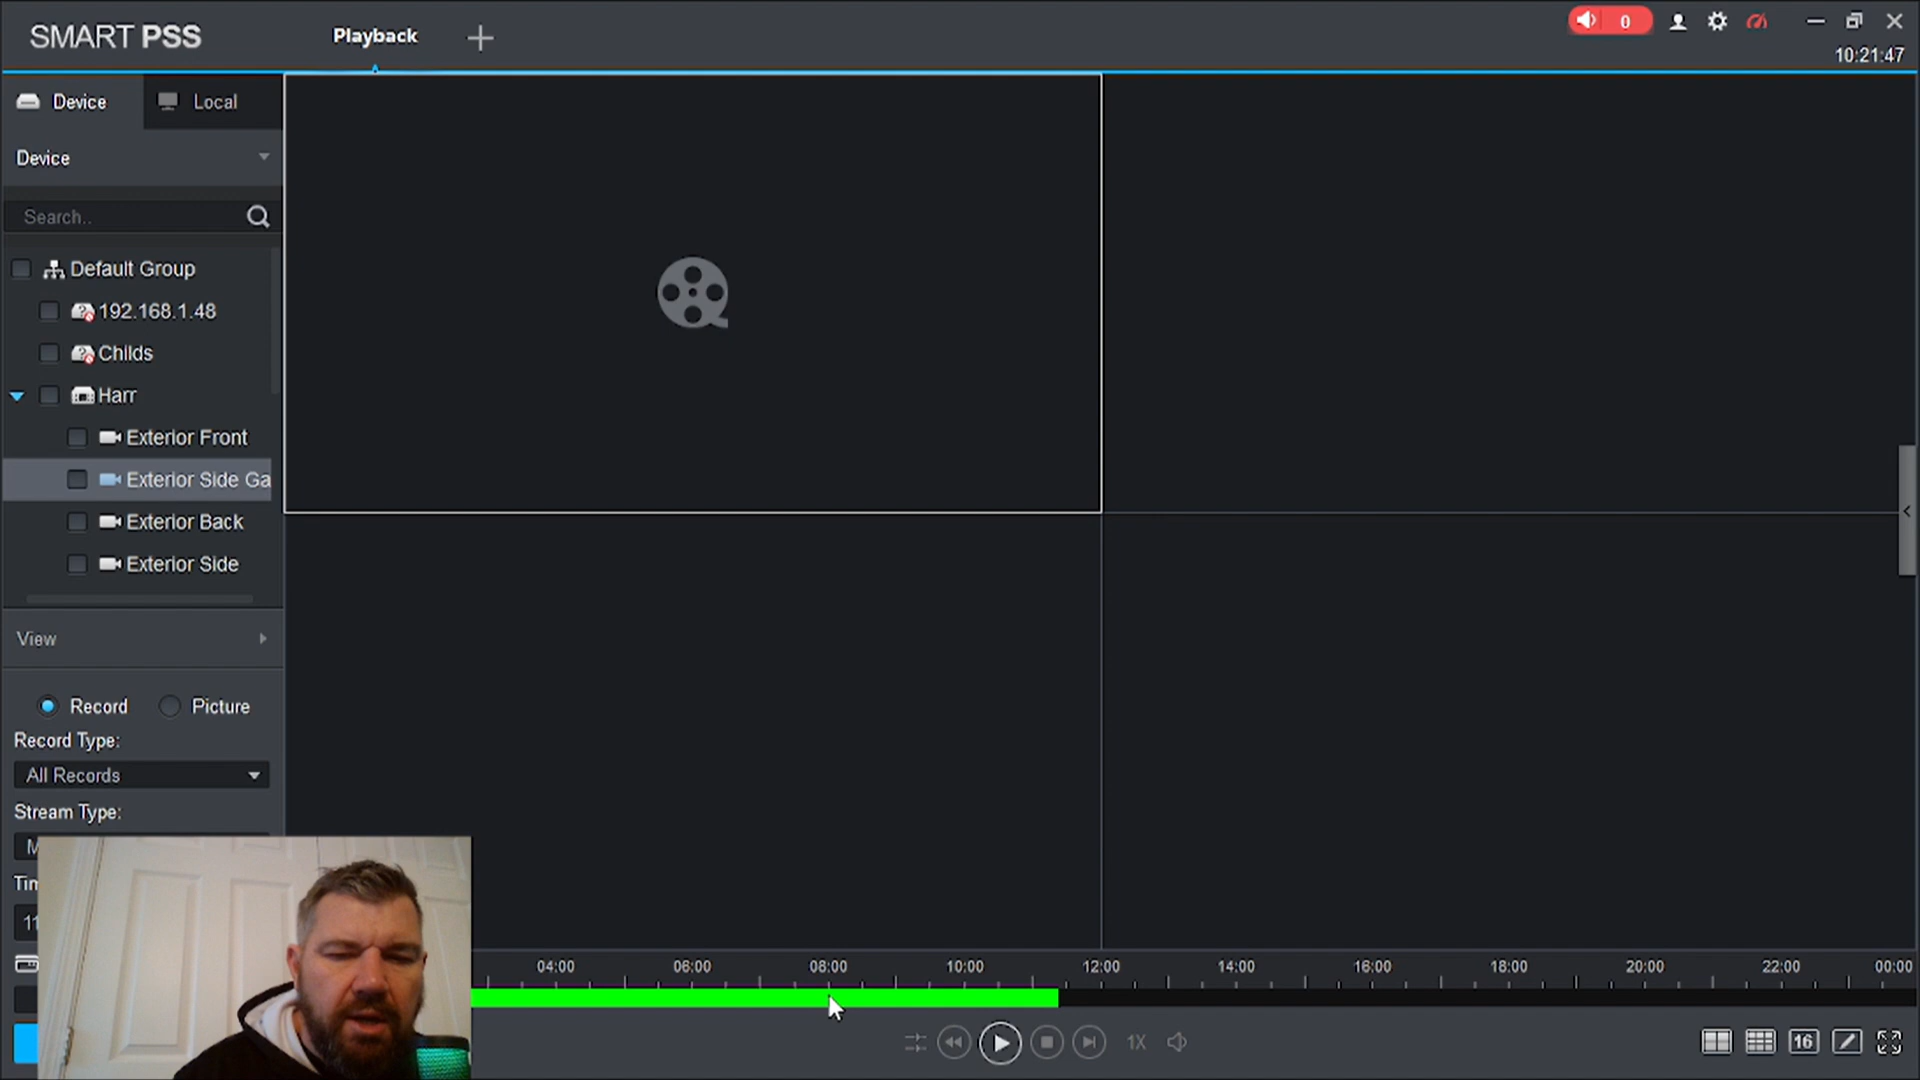 SMART PSS
Playback
0
10:21:47
Device
Local
Device
Search..
Default Group
192.168.1.48
Childs
Harr
Exterior Front
Exterior Side Ga
Exterior Back
Exterior Side
View
Record
Picture
Record Type:
All Records
Stream Type:
M
Tim
11
04:00
06:00
08:00
10:00
12:00
14:00
16:00
18:00
20:00
22:00
00:00
1X
16